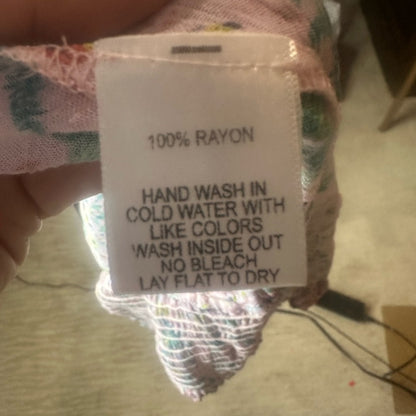 100% RAYON
HAND WASH IN
COLD WATER WITH
LIKE COLORS
WASH INSIDE OUT
NO BLEACH
LAY FLAT TO DRY